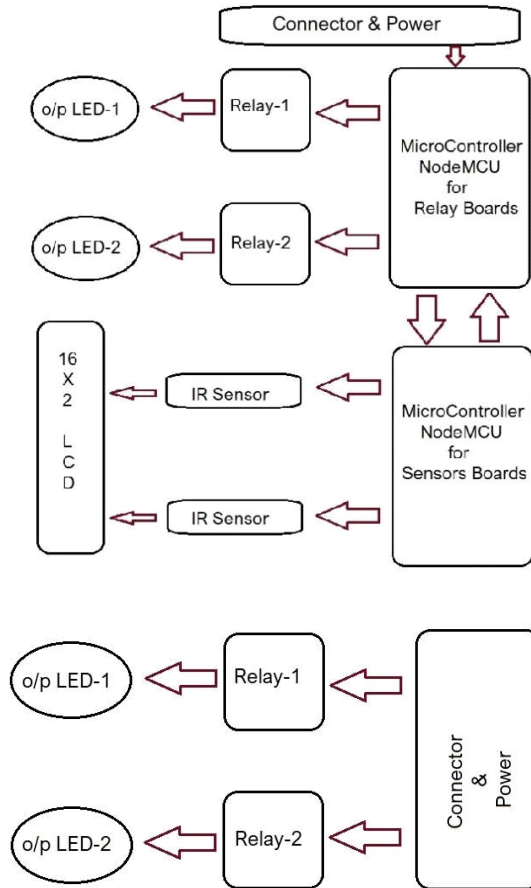 Connector & Power
o/p LED-1
Relay-1
MicroController
NodeMCU
for
Relay Boards
o/p LED-2
Relay-2
16
X
2
L
C
D
IR Sensor
MicroController
NodeMCU
for
Sensors Boards
IR Sensor
o/p LED-1
Relay-1
Connector
&
Power
o/p LED-2
Relay-2